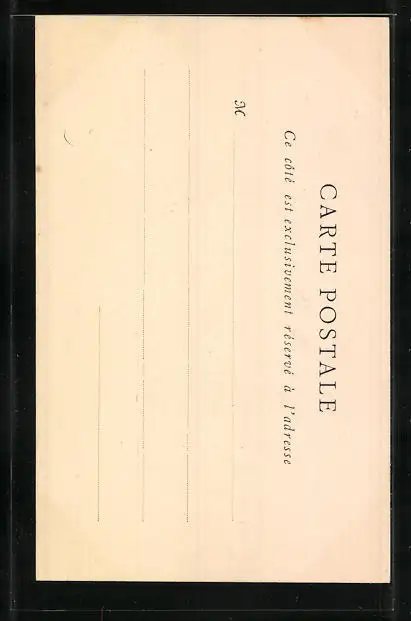 CARTE POSTALE
Ce côté est exclusivement réservé à l'adresse
M